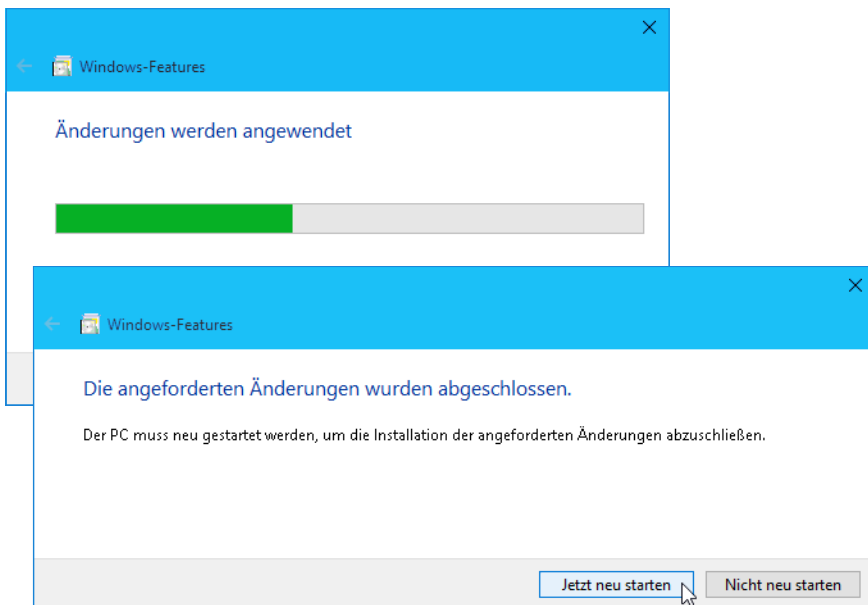 Windows-Features
Änderungen werden angewendet
Windows-Features
Die angeforderten Änderungen wurden abgeschlossen.
Der PC muss neu gestartet werden, um die Installation der angeforderten Änderungen abzuschließen.
Jetzt neu starten
Nicht neu starten